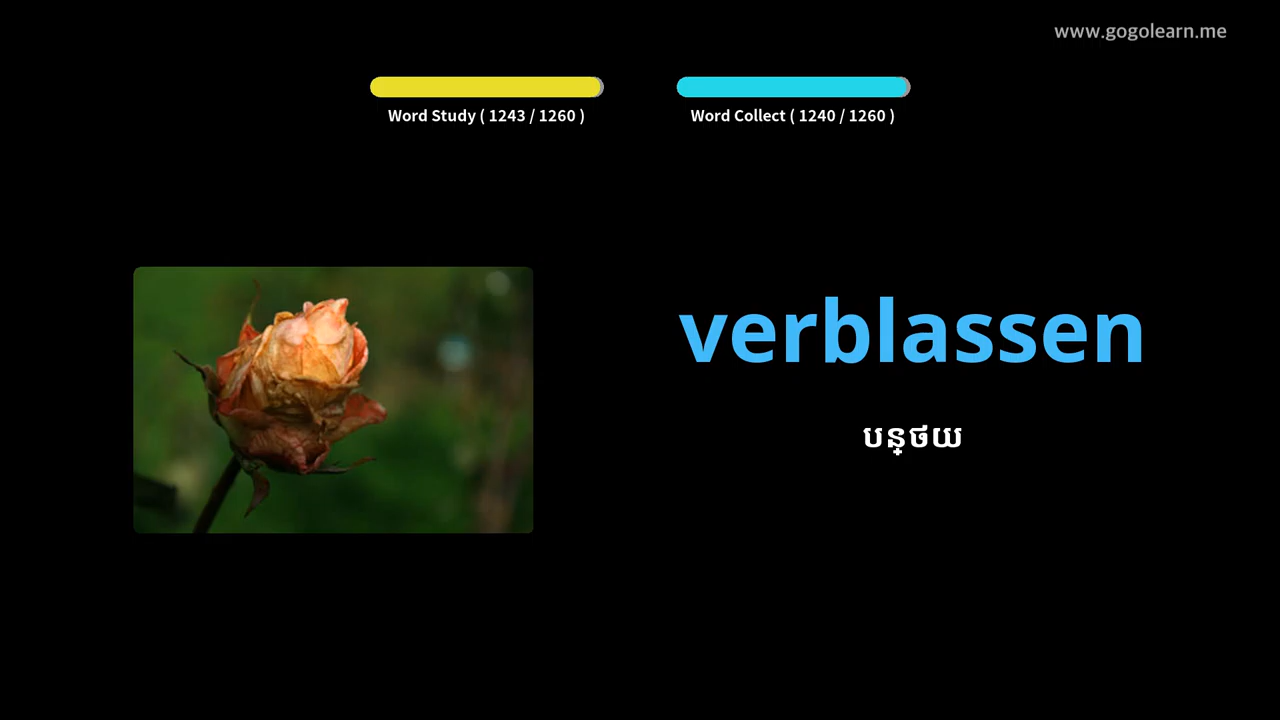 www.gogolearn.me
Word Study ( 1243 / 1260 )
Word Collect ( 1240 / 1260 )
verblassen
បន្ថយ